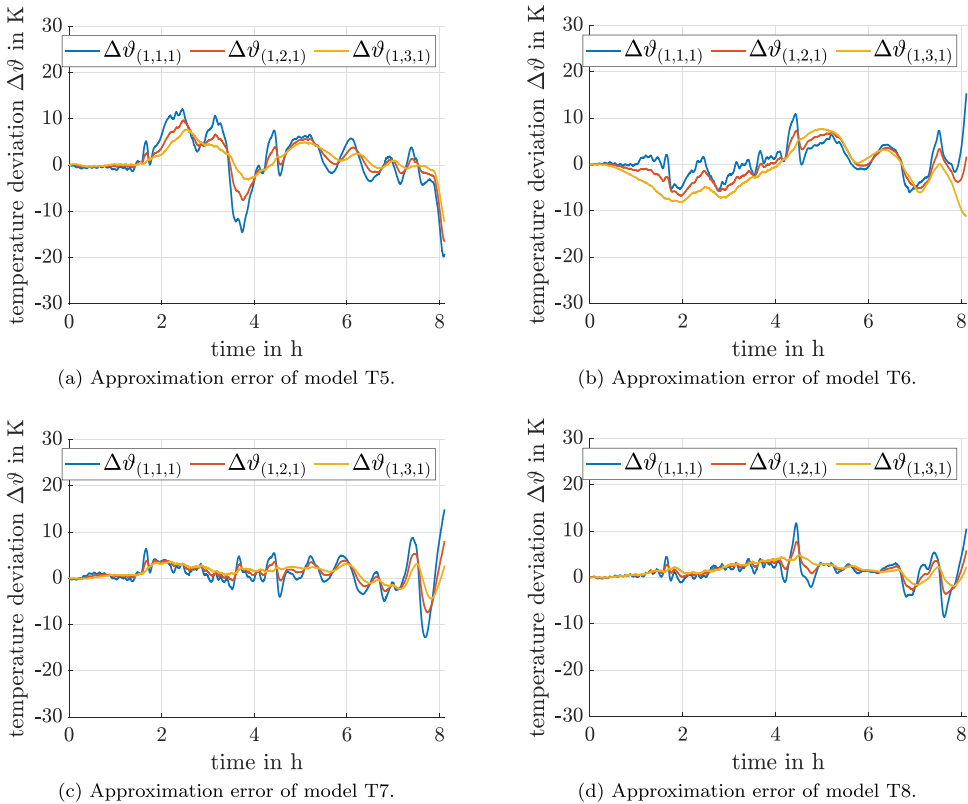 temperature deviation Δϑ in K
30
20
10
0
-10
-20
-30
Δϑ(1,1,1) Δϑ(1,2,1) Δϑ(1,3,1)
0 2 4 6 8
time in h
(a) Approximation error of model T5.
temperature deviation Δϑ in K
30
20
10
0
-10
-20
-30
Δϑ(1,1,1) Δϑ(1,2,1) Δϑ(1,3,1)
0 2 4 6 8
time in h
(b) Approximation error of model T6.
temperature deviation Δϑ in K
30
20
10
0
-10
-20
-30
Δϑ(1,1,1) Δϑ(1,2,1) Δϑ(1,3,1)
0 2 4 6 8
time in h
(c) Approximation error of model T7.
temperature deviation Δϑ in K
30
20
10
0
-10
-20
-30
Δϑ(1,1,1) Δϑ(1,2,1) Δϑ(1,3,1)
0 2 4 6 8
time in h
(d) Approximation error of model T8.